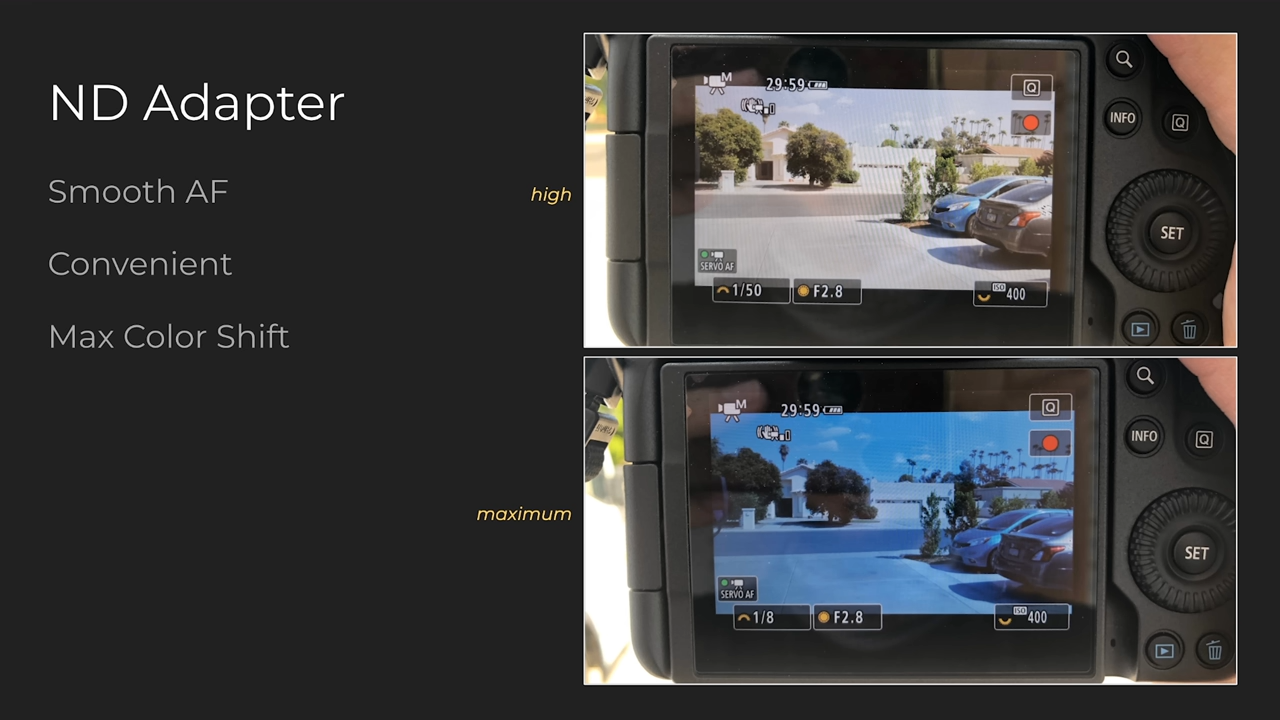 ND Adapter
Smooth AF
Convenient
Max Color Shift
high
M
29:59
Q
INFO
Q
SET
SERVO AF
1/50
F2.8
ISO 400
maximum
M
29:59
Q
INFO
Q
SET
SERVO AF
1/8
F2.8
ISO 400